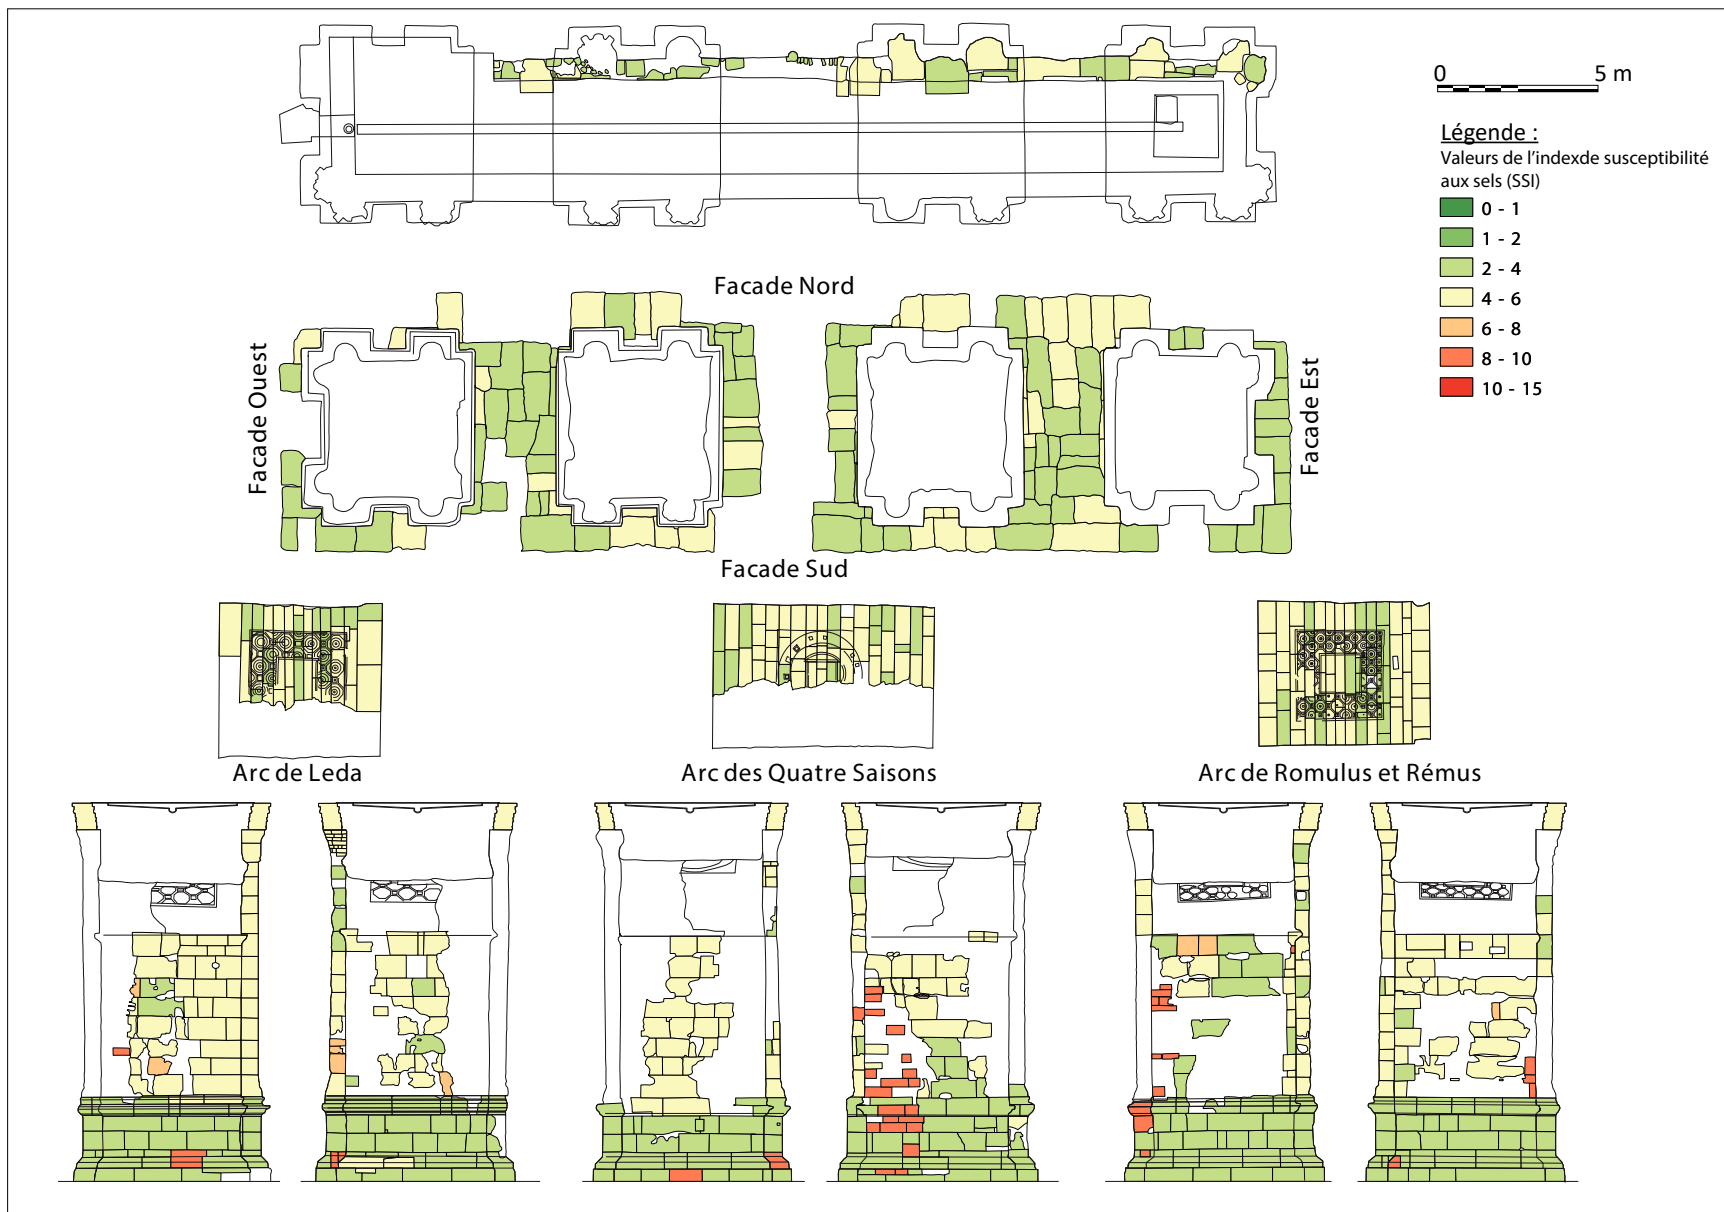 0 5 m
Légende :
Valeurs de l'indexde susceptibilité
aux sels (SSI)
0 - 1
1 - 2
2 - 4
4 - 6
6 - 8
8 - 10
10 - 15
Facade Nord
Facade Ouest
Facade Est
Facade Sud
Arc de Leda
Arc des Quatre Saisons
Arc de Romulus et Rémus